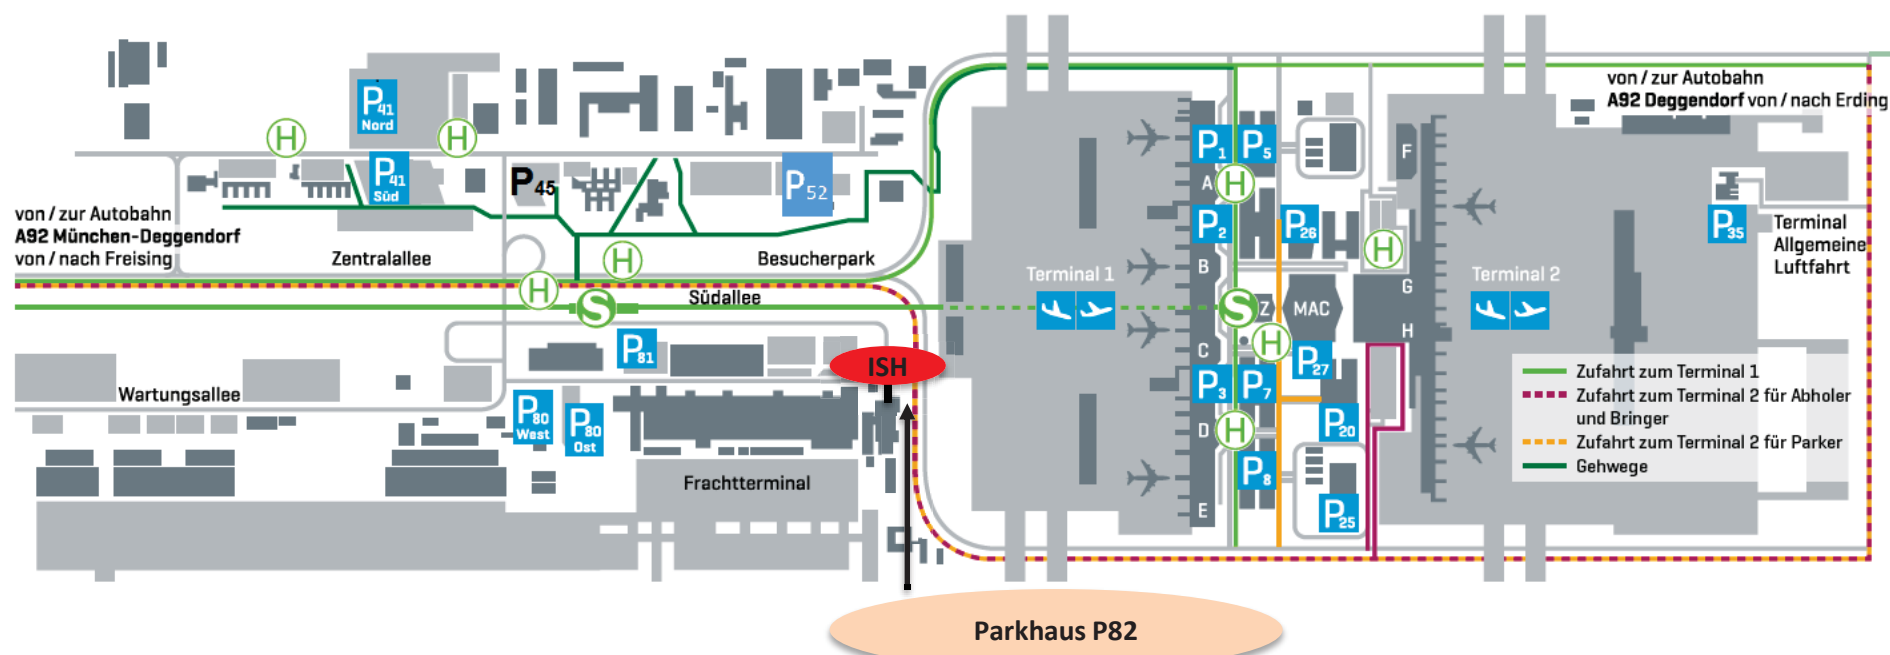 P41
Nord
H
H
P41
Süd
P45
P52
von / zur Autobahn
A92 München-Deggendorf
von / nach Freising
Zentralallee
H
Besucherpark
H
S
Südallee
P81
ISH
Wartungsallee
P80
West
P80
Ost
Frachtterminal
Parkhaus P82
Terminal 1
P1
P5
A
H
P2
P26
B
H
S
Z
MAC
H
C
P27
P3
P7
D
H
P20
P8
E
P25
F
G
H
Terminal 2
von / zur Autobahn
A92 Deggendorf von / nach Erding
P35
Terminal
Allgemeine
Luftfahrt
Zufahrt zum Terminal 1
Zufahrt zum Terminal 2 für Abholer
und Bringer
Zufahrt zum Terminal 2 für Parker
Gehwege